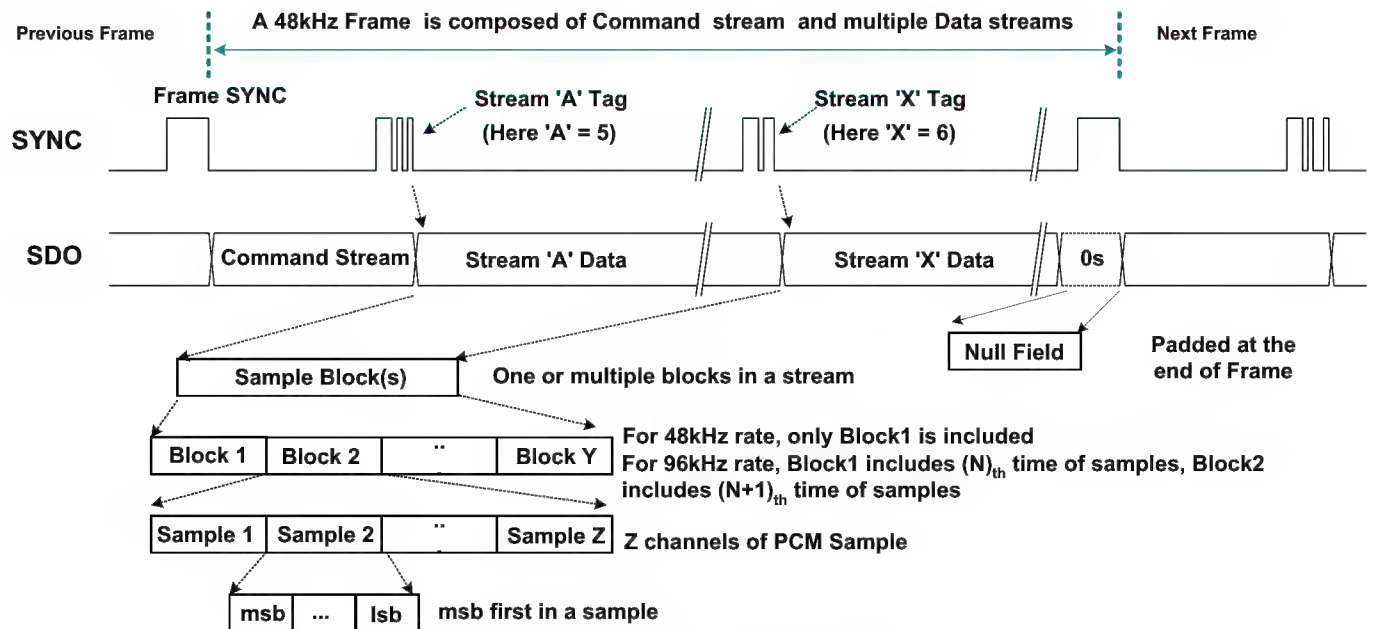 Previous Frame
A 48kHz Frame is composed of Command stream and multiple Data streams
Next Frame
Frame SYNC
Stream 'A' Tag
(Here 'A' = 5)
Stream 'X' Tag
(Here 'X' = 6)
SYNC
SDO
Command Stream
Stream 'A' Data
Stream 'X' Data
0s
Null Field
Padded at the
end of Frame
Sample Block(s)
One or multiple blocks in a stream
Block 1
Block 2
..
.
Block Y
For 48kHz rate, only Block1 is included
For 96kHz rate, Block1 includes (N)th time of samples, Block2
includes (N+1)th time of samples
Sample 1
Sample 2
..
.
Sample Z
Z channels of PCM Sample
msb
...
lsb
msb first in a sample